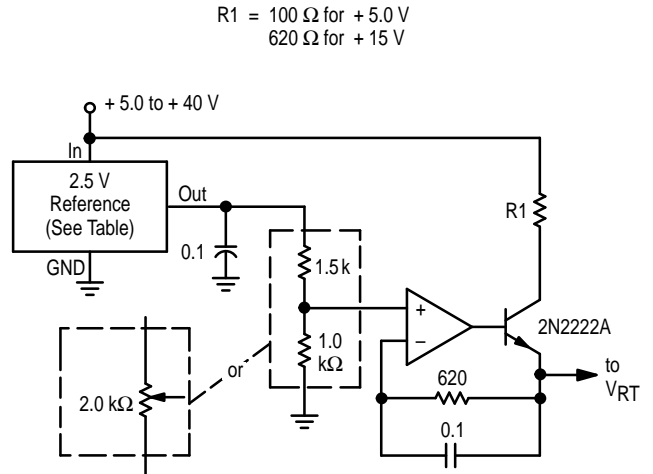 R1 = 100 Ω for + 5.0 V
620 Ω for + 15 V
+ 5.0 to + 40 V
In
2.5 V
Reference
(See Table)
Out
GND
0.1
1.5 k
1.0
kΩ
R1
+
−
2N2222A
to
VRT
or
2.0 kΩ
620
0.1